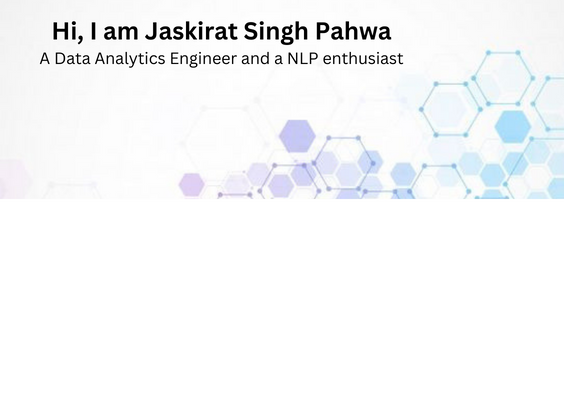 Hi, I am Jaskirat Singh Pahwa
A Data Analytics Engineer and a NLP enthusiast